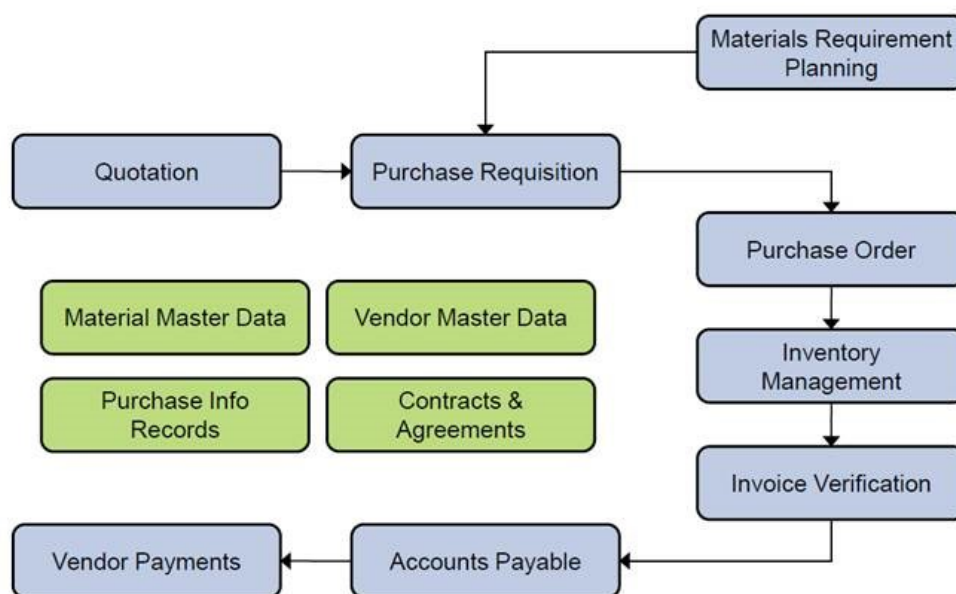 Materials Requirement
Planning
Quotation
Purchase Requisition
Purchase Order
Material Master Data
Vendor Master Data
Inventory
Management
Purchase Info
Records
Contracts &
Agreements
Invoice Verification
Vendor Payments
Accounts Payable